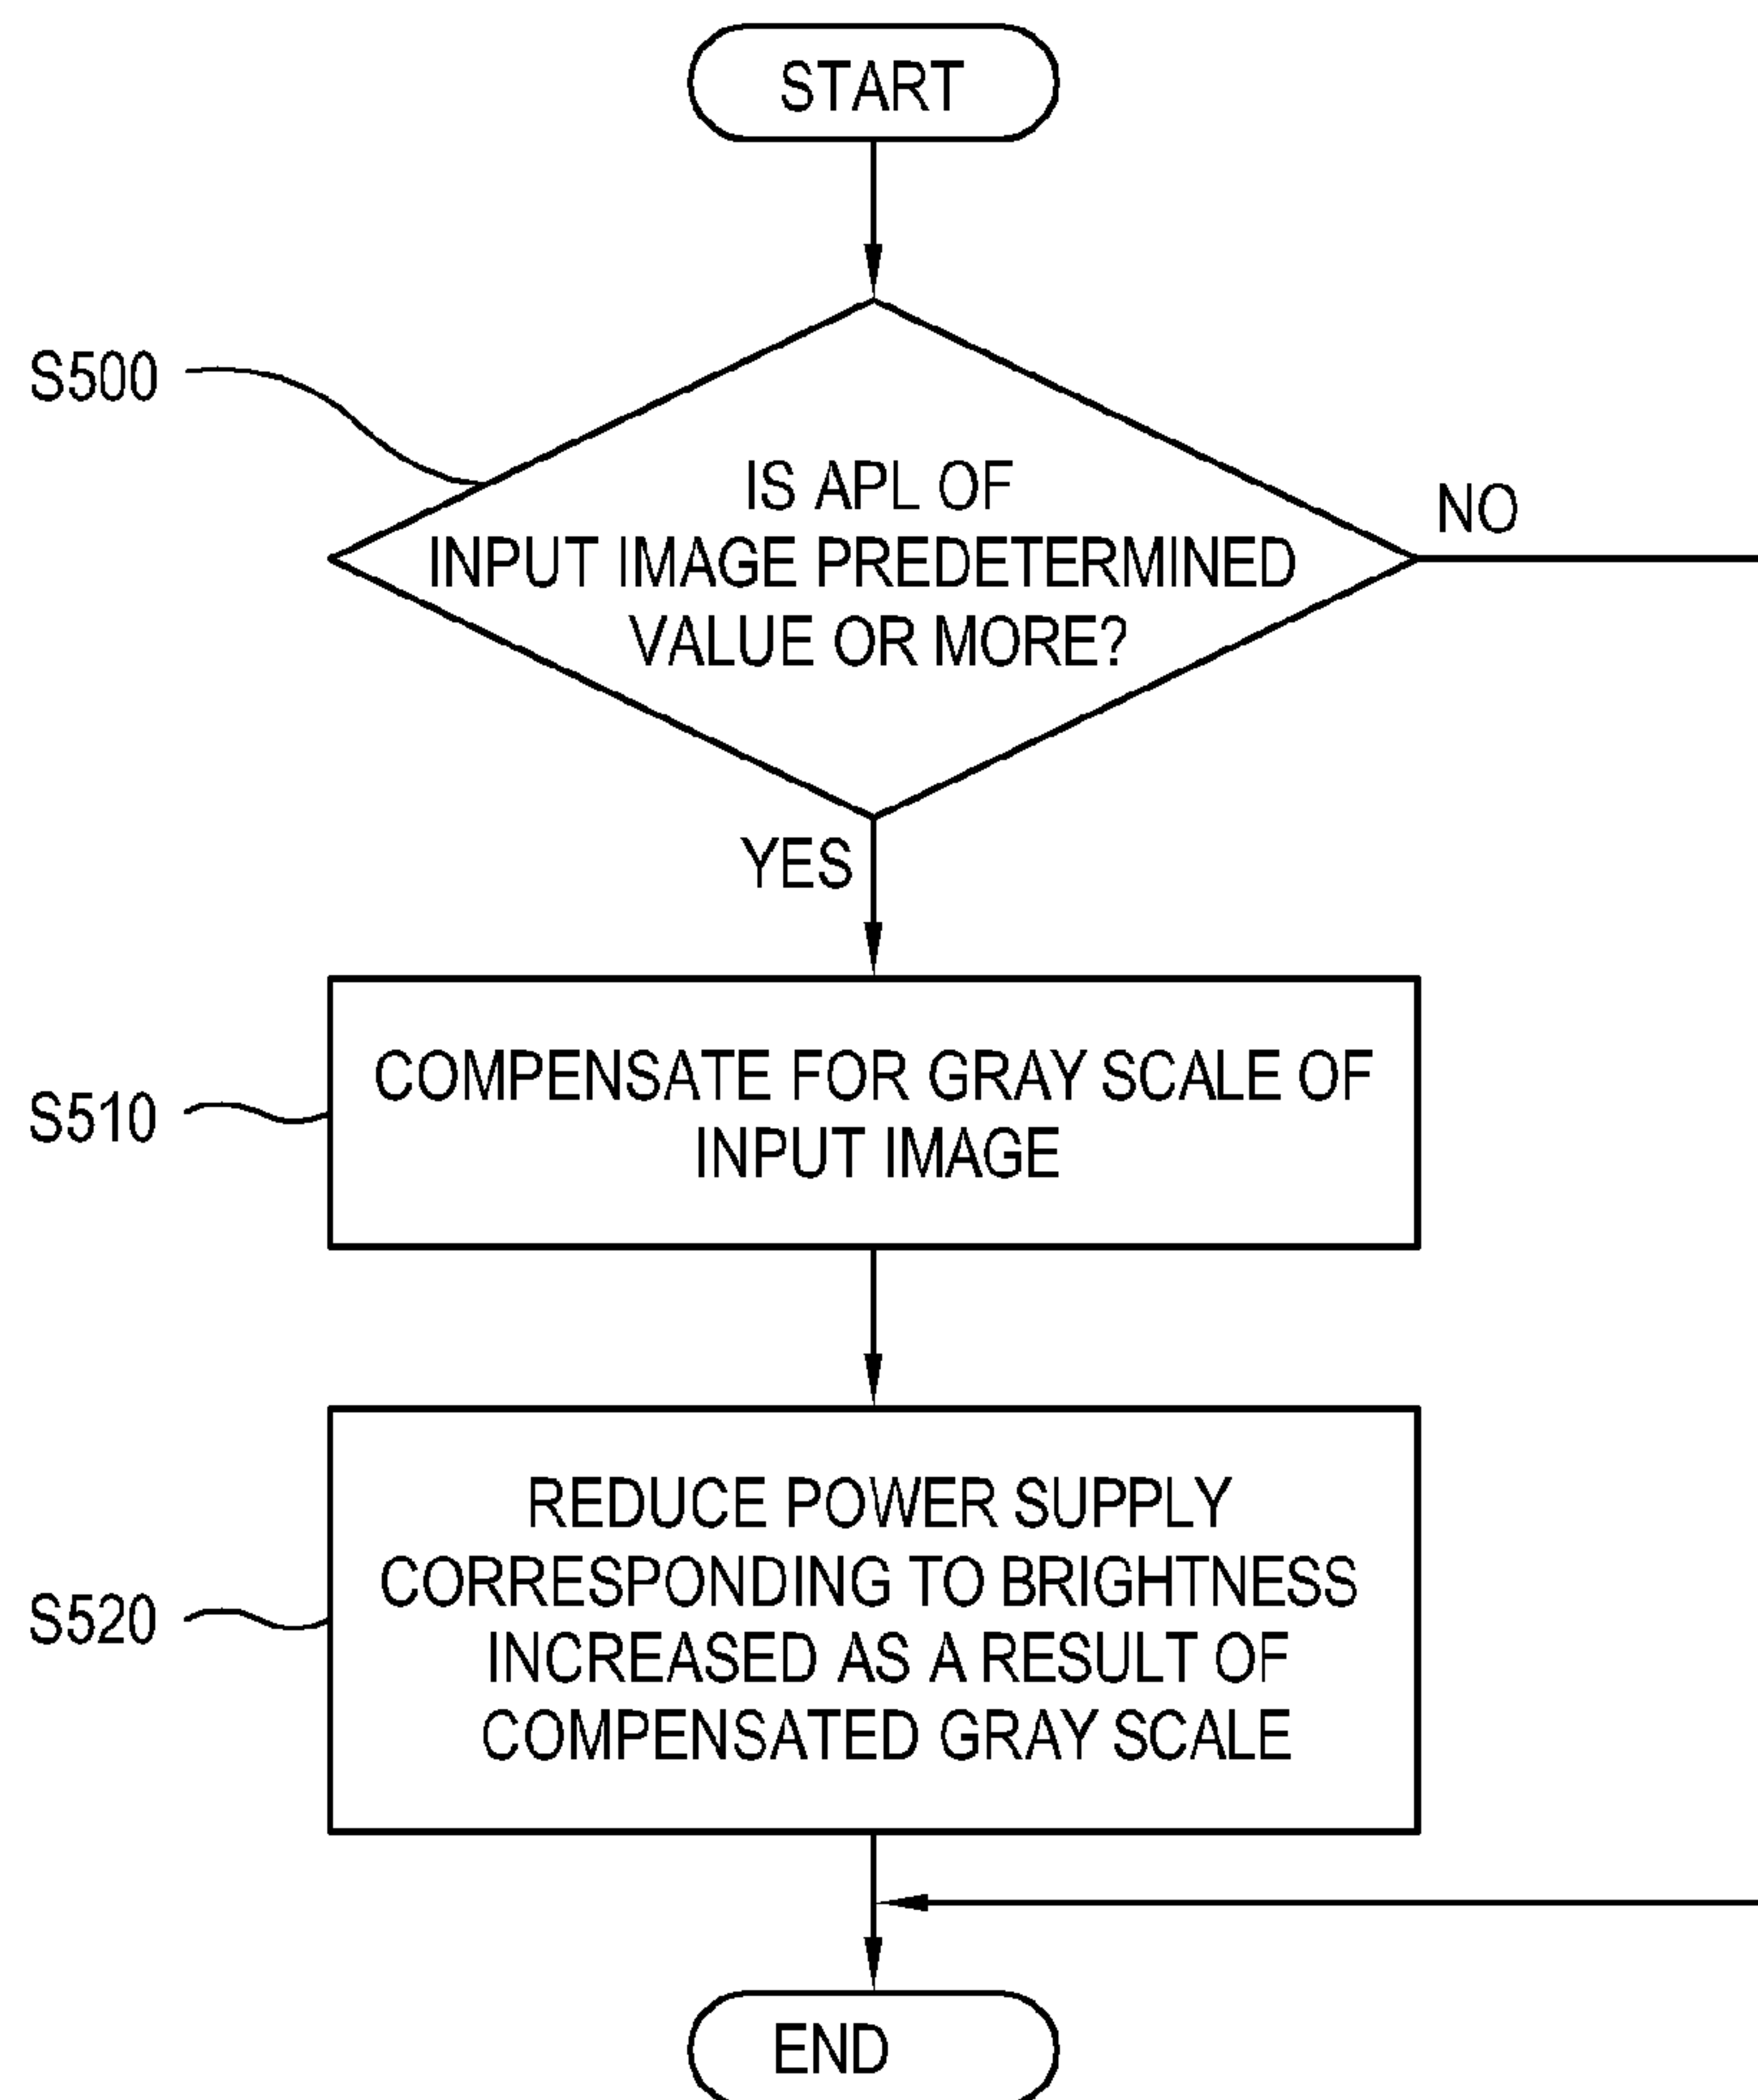 START
S500
IS APL OF
INPUT IMAGE PREDETERMINED
VALUE OR MORE?
NO
YES
S510
COMPENSATE FOR GRAY SCALE OF
INPUT IMAGE
S520
REDUCE POWER SUPPLY
CORRESPONDING TO BRIGHTNESS
INCREASED AS A RESULT OF
COMPENSATED GRAY SCALE
END